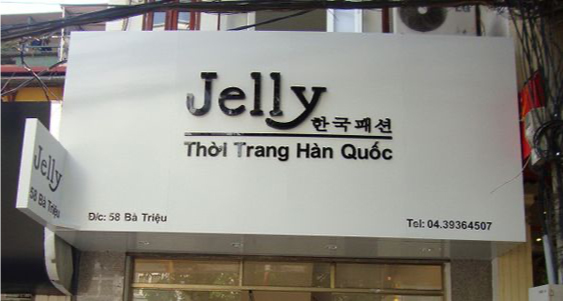 Jelly
한국패션
Thời Trang Hàn Quốc
Đ/c: 58 Bà Triệu
Tel: 04.39364507
Jelly
58 Bà Triệu